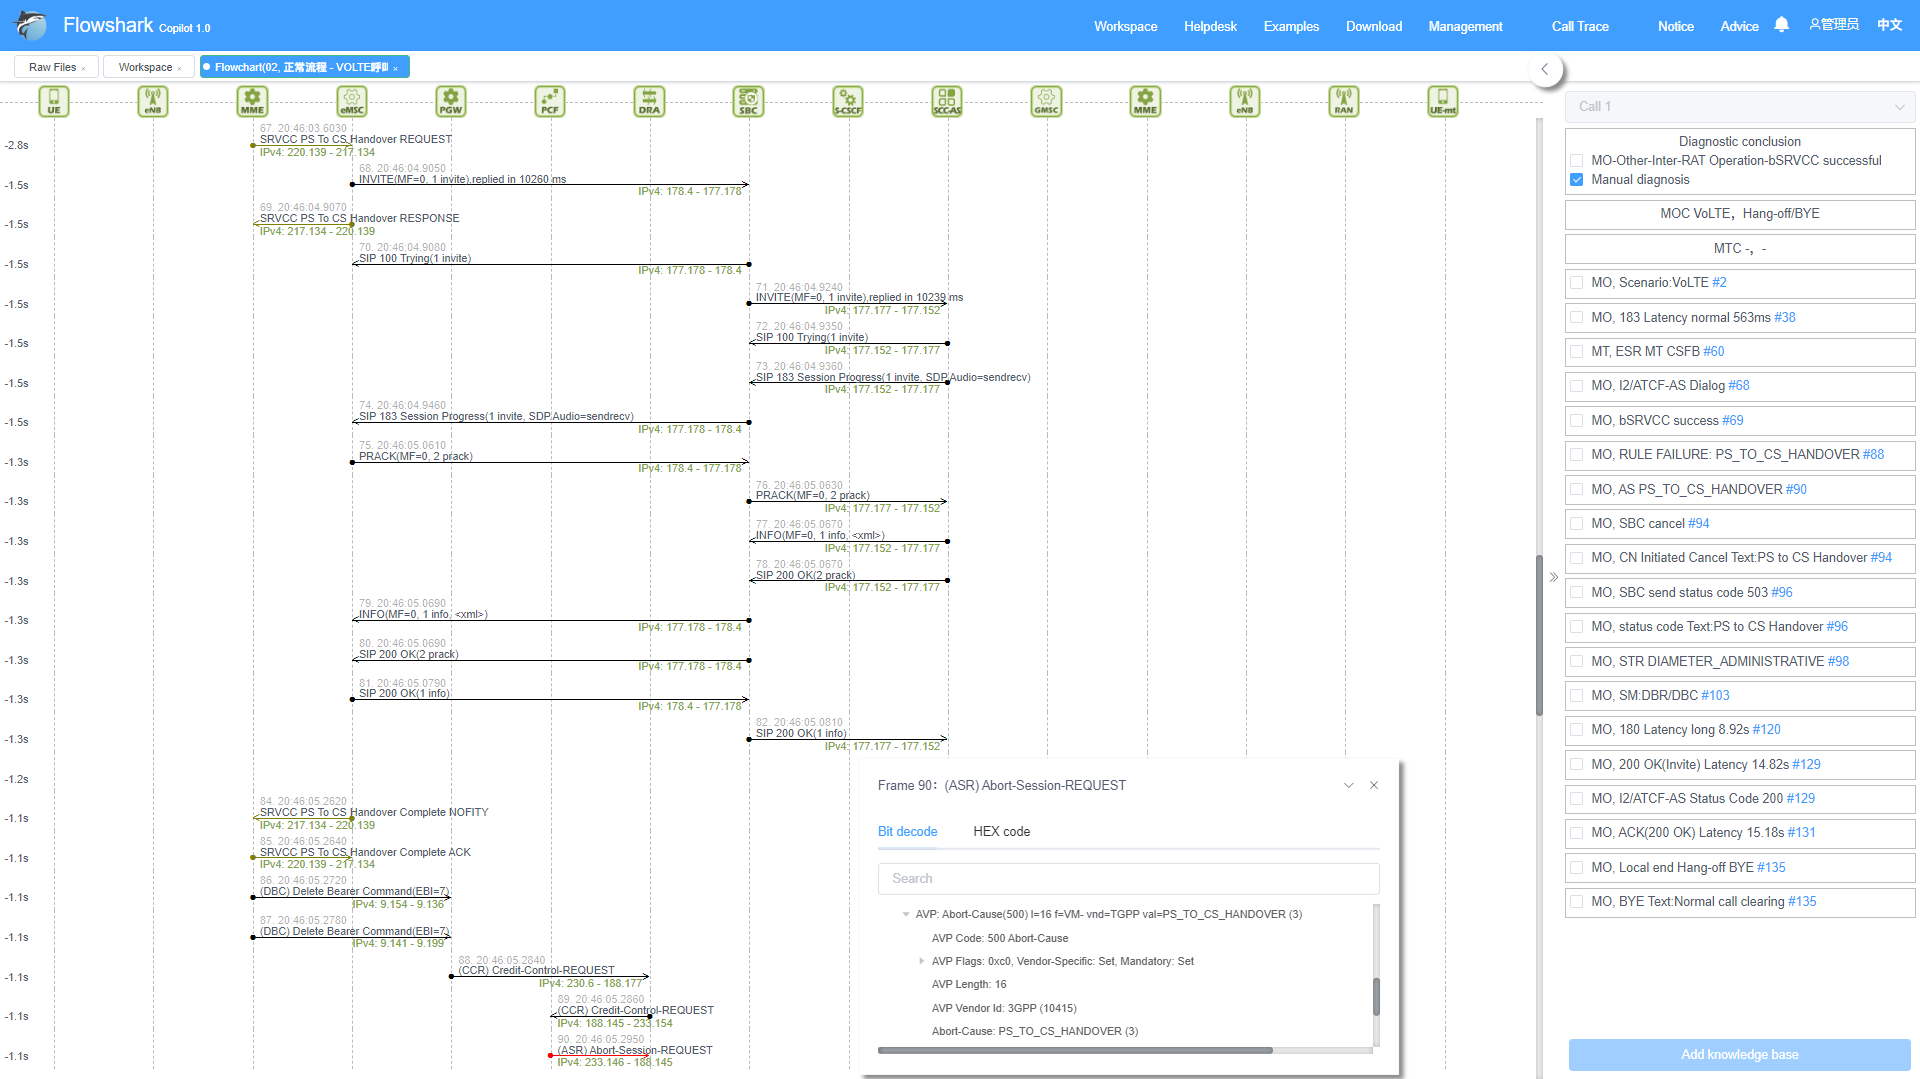 Flowshark Copilot 1.0
Workspace Helpdesk Examples Download Management Call Trace Notice Advice 管理员 中文
Raw Files × Workspace × Flowchart(02, 正常流程 - VOLTE呼叫 ×
UE eNB MME eMSC PGW PCF DRA SBC S-CSCF SCC-AS GMSC MME eNB RAN UE-mt
67. 20:46:03.6030
-2.8s SRVCC PS To CS Handover REQUEST
IPv4: 220.139 - 217.134
68. 20:46:04.9050
-1.5s INVITE(MF=0, 1 invite),replied in 10260 ms
IPv4: 178.4 - 177.178
69. 20:46:04.9070
-1.5s SRVCC PS To CS Handover RESPONSE
IPv4: 217.134 - 220.139
70. 20:46:04.9080
-1.5s SIP 100 Trying(1 invite)
IPv4: 177.178 - 178.4
71. 20:46:04.9240
-1.5s INVITE(MF=0, 1 invite),replied in 10239 ms
IPv4: 177.177 - 177.152
72. 20:46:04.9350
-1.5s SIP 100 Trying(1 invite)
IPv4: 177.152 - 177.177
73. 20:46:04.9360
-1.5s SIP 183 Session Progress(1 invite, SDP.Audio=sendrecv)
IPv4: 177.152 - 177.177
74. 20:46:04.9460
-1.5s SIP 183 Session Progress(1 invite, SDP.Audio=sendrecv)
IPv4: 177.178 - 178.4
75. 20:46:05.0610
-1.3s PRACK(MF=0, 2 prack)
IPv4: 178.4 - 177.178
76. 20:46:05.0630
-1.3s PRACK(MF=0, 2 prack)
IPv4: 177.177 - 177.152
77. 20:46:05.0670
-1.3s INFO(MF=0, 1 info, <xml>)
IPv4: 177.152 - 177.177
78. 20:46:05.0670
-1.3s SIP 200 OK(2 prack)
IPv4: 177.152 - 177.177
79. 20:46:05.0690
-1.3s INFO(MF=0, 1 info, <xml>)
IPv4: 177.178 - 178.4
80. 20:46:05.0690
-1.3s SIP 200 OK(2 prack)
IPv4: 177.178 - 178.4
81. 20:46:05.0790
-1.3s SIP 200 OK(1 info)
IPv4: 178.4 - 177.178
82. 20:46:05.0810
-1.3s SIP 200 OK(1 info)
IPv4: 177.177 - 177.152
-1.2s
84. 20:46:05.2620
-1.1s SRVCC PS To CS Handover Complete NOFITY
IPv4: 217.134 - 220.139
85. 20:46:05.2640
-1.1s SRVCC PS To CS Handover Complete ACK
IPv4: 220.139 - 217.134
86. 20:46:05.2720
-1.1s (DBC) Delete Bearer Command(EBI=7)
IPv4: 9.154 - 9.136
87. 20:46:05.2780
-1.1s (DBC) Delete Bearer Command(EBI=7)
IPv4: 9.141 - 9.199
88. 20:46:05.2840
-1.1s (CCR) Credit-Control-REQUEST
IPv4: 230.6 - 188.177
89. 20:46:05.2860
-1.1s (CCR) Credit-Control-REQUEST
IPv4: 188.145 - 233.154
90. 20:46:05.2950
-1.1s (ASR) Abort-Session-REQUEST
IPv4: 233.146 - 188.145
Frame 90：(ASR) Abort-Session-REQUEST
Bit decode HEX code
Search
AVP: Abort-Cause(500) l=16 f=VM- vnd=TGPP val=PS_TO_CS_HANDOVER (3)
AVP Code: 500 Abort-Cause
AVP Flags: 0xc0, Vendor-Specific: Set, Mandatory: Set
AVP Length: 16
AVP Vendor Id: 3GPP (10415)
Abort-Cause: PS_TO_CS_HANDOVER (3)
Call 1
Diagnostic conclusion
MO-Other-Inter-RAT Operation-bSRVCC successful
Manual diagnosis
MOC VoLTE，Hang-off/BYE
MTC -，-
MO, Scenario:VoLTE #2
MO, 183 Latency normal 563ms #38
MT, ESR MT CSFB #60
MO, I2/ATCF-AS Dialog #68
MO, bSRVCC success #69
MO, RULE FAILURE: PS_TO_CS_HANDOVER #88
MO, AS PS_TO_CS_HANDOVER #90
MO, SBC cancel #94
MO, CN Initiated Cancel Text:PS to CS Handover #94
MO, SBC send status code 503 #96
MO, status code Text:PS to CS Handover #96
MO, STR DIAMETER_ADMINISTRATIVE #98
MO, SM:DBR/DBC #103
MO, 180 Latency long 8.92s #120
MO, 200 OK(Invite) Latency 14.82s #129
MO, I2/ATCF-AS Status Code 200 #129
MO, ACK(200 OK) Latency 15.18s #131
MO, Local end Hang-off BYE #135
MO, BYE Text:Normal call clearing #135
Add knowledge base